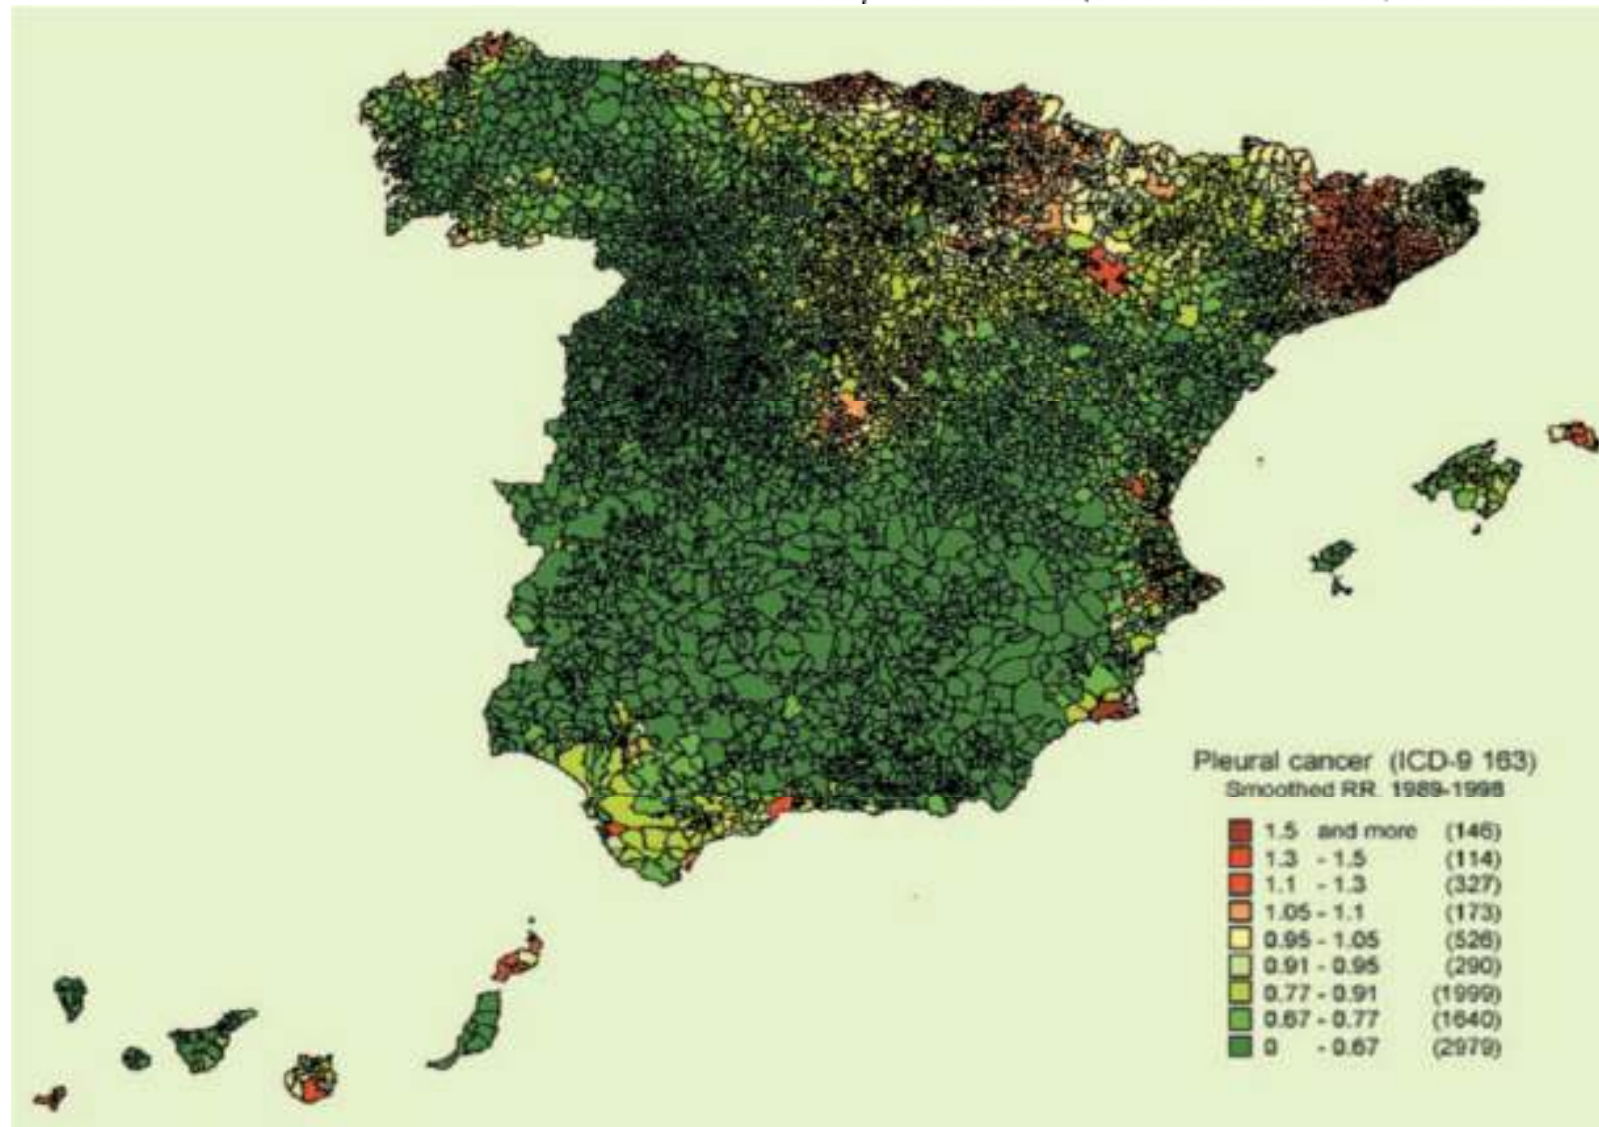 Pleural cancer (ICD-9 163)
Smoothed RR. 1989-1998
1.5 and more (146)
1.3 - 1.5 (114)
1.1 - 1.3 (327)
1.05 - 1.1 (173)
0.95 - 1.05 (526)
0.91 - 0.95 (290)
0.77 - 0.91 (1999)
0.67 - 0.77 (1640)
0 - 0.67 (2979)